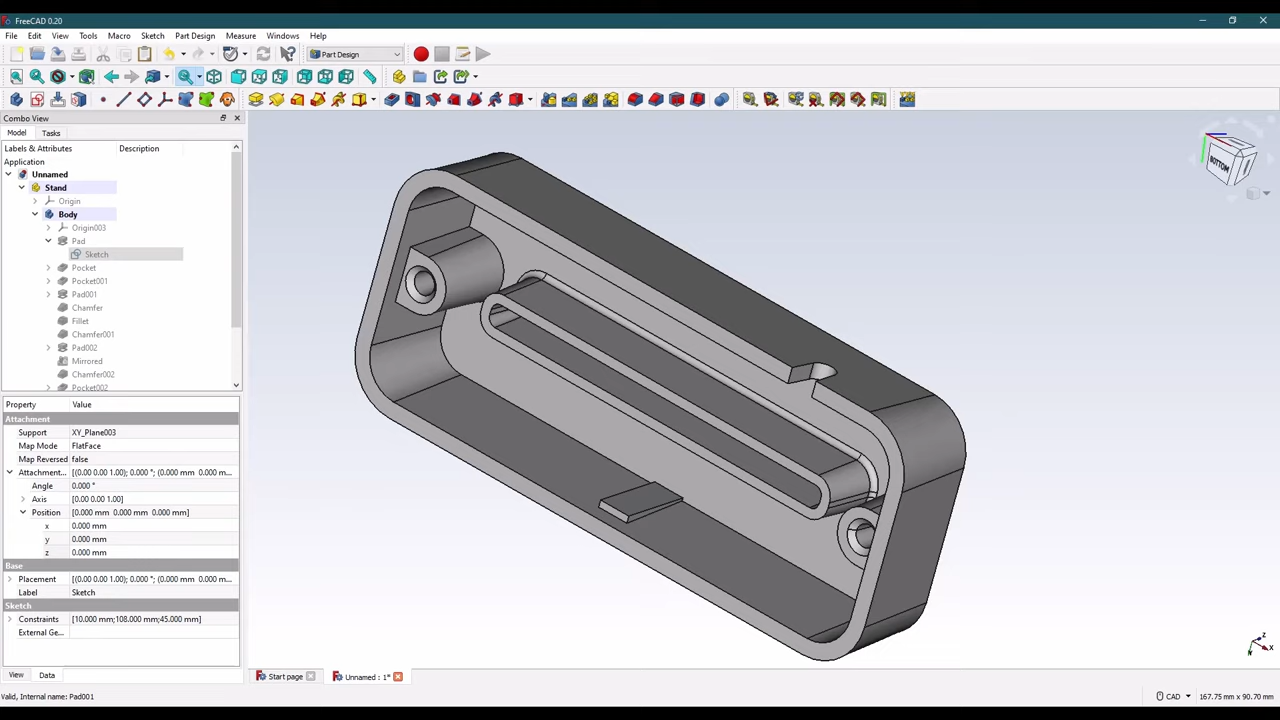 FreeCAD 0.20
File Edit View Tools Macro Sketch Part Design Measure Windows Help
Part Design
Combo View
Model Tasks
Labels & Attributes Description
Application
Unnamed
Stand
Origin
Body
Origin003
Pad
Sketch
Pocket
Pocket001
Pad001
Chamfer
Fillet
Chamfer001
Pad002
Mirrored
Chamfer002
Pocket002
Property Value
Attachment
Support XY_Plane003
Map Mode FlatFace
Map Reversed false
Attachment... [(0.00 0.00 1.00); 0.000 °; (0.000 mm 0.000 m...
Angle 0.000 °
Axis [0.00 0.00 1.00]
Position [0.000 mm 0.000 mm 0.000 mm]
x 0.000 mm
y 0.000 mm
z 0.000 mm
Base
Placement [(0.00 0.00 1.00); 0.000 °; (0.000 mm 0.000 m...
Label Sketch
Sketch
Constraints [10.000 mm;108.000 mm;45.000 mm]
External Ge...
View Data
BOTTOM
Z
X
Y
Start page Unnamed : 1*
Valid, Internal name: Pad001
CAD 167.75 mm x 90.70 mm